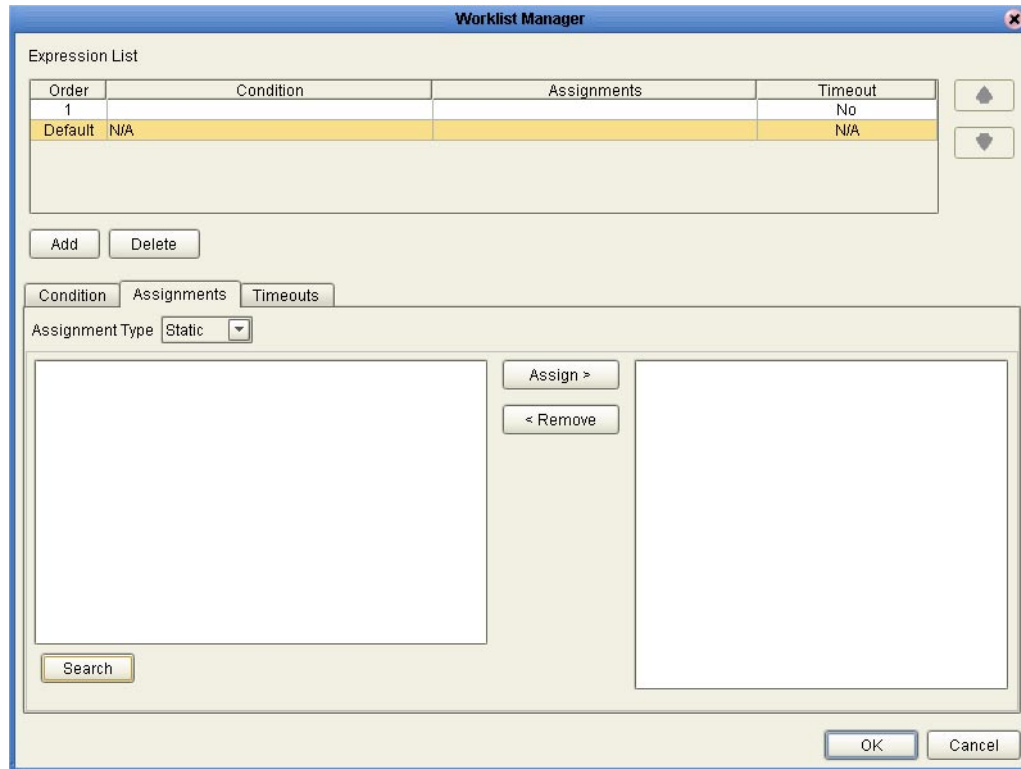 Worklist Manager
Expression List
Order Condition Assignments Timeout
1 No
Default N/A N/A
Add Delete
Condition Assignments Timeouts
Assignment Type Static
Assign >
< Remove
Search
OK Cancel